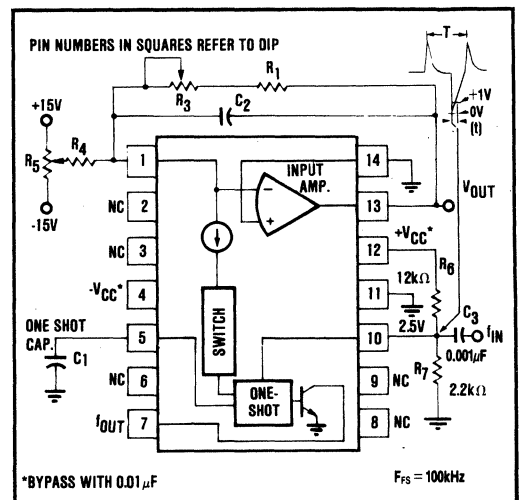 PIN NUMBERS IN SQUARES REFER TO DIP
T
R1
R3
+1V
0V
(t)
C2
+15V
R4
R5
-15V
1
INPUT
AMP.
−
+
14
13
VOUT
NC
2
+VCC*
12
NC
3
R6
12kΩ
-VCC*
4
11
C3
2.5V
fIN
ONE SHOT
CAP.
5
SWITCH
10
0.001μF
C1
R7
NC
6
ONE-
SHOT
9
NC
2.2kΩ
fOUT
7
8
NC
*BYPASS WITH 0.01 μF
FFS = 100kHz